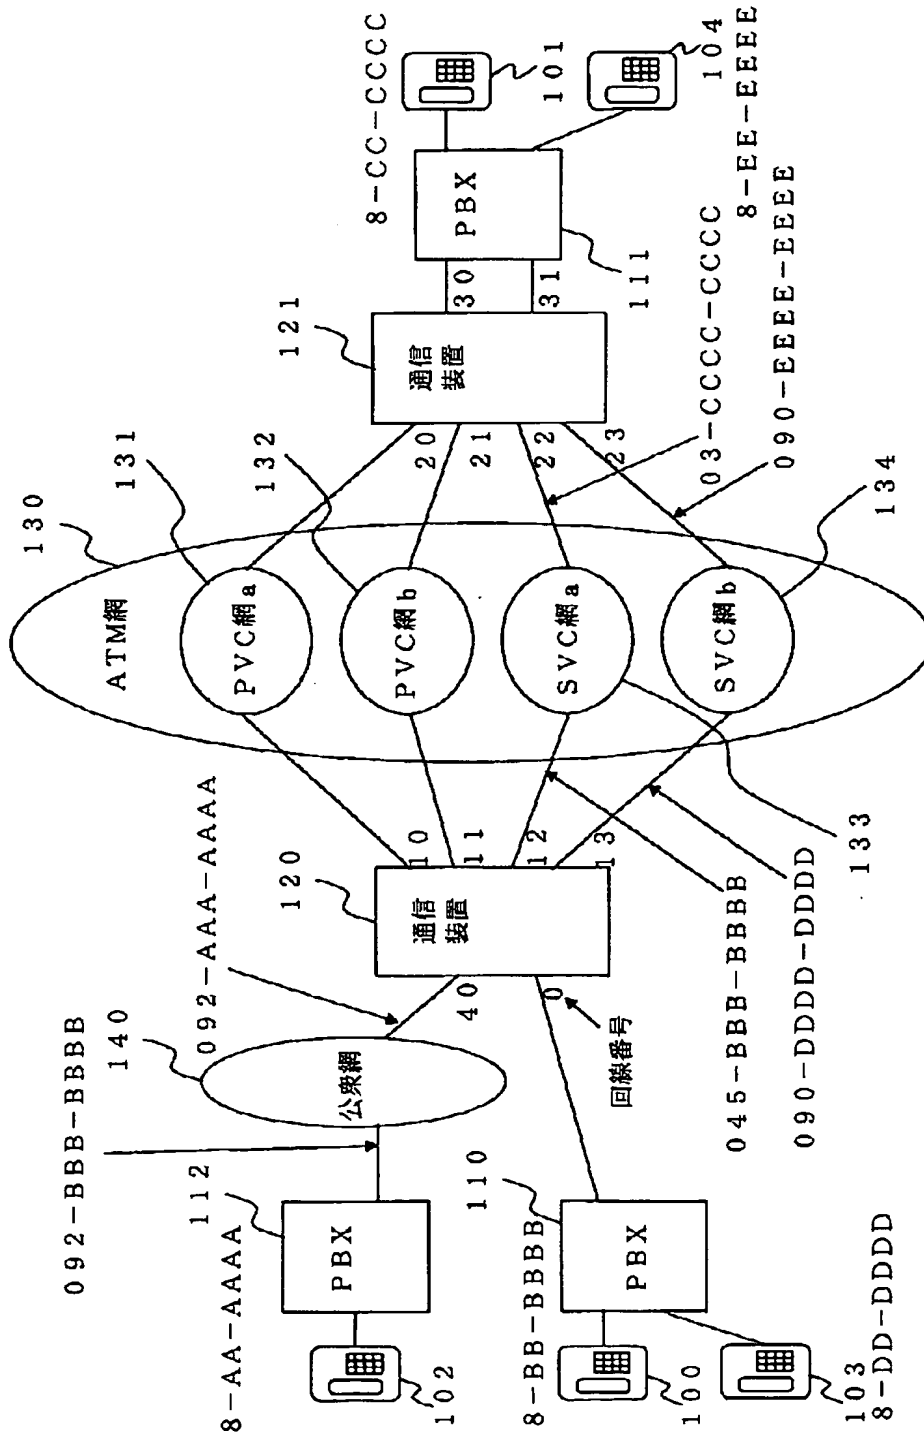 092-BBB-BBBB
140
092-AAA-AAAA
公衆網
112
8-AA-AAAA
PBX
102
110
8-BB-BBBB
PBX
100
103
8-DD-DDDD
120
通信
装置
40
0
回線番号
10
11
12
13
045-BBB-BBBB
090-DDDD-DDDD
130
ATM網
131
PVC網a
132
PVC網b
SVC網a
133
SVC網b
134
121
通信
装置
20
21
22
23
03-CCCC-CCCC
090-EEEE-EEEE
30
31
PBX
111
8-CC-CCCC
101
104
8-EE-EEEE